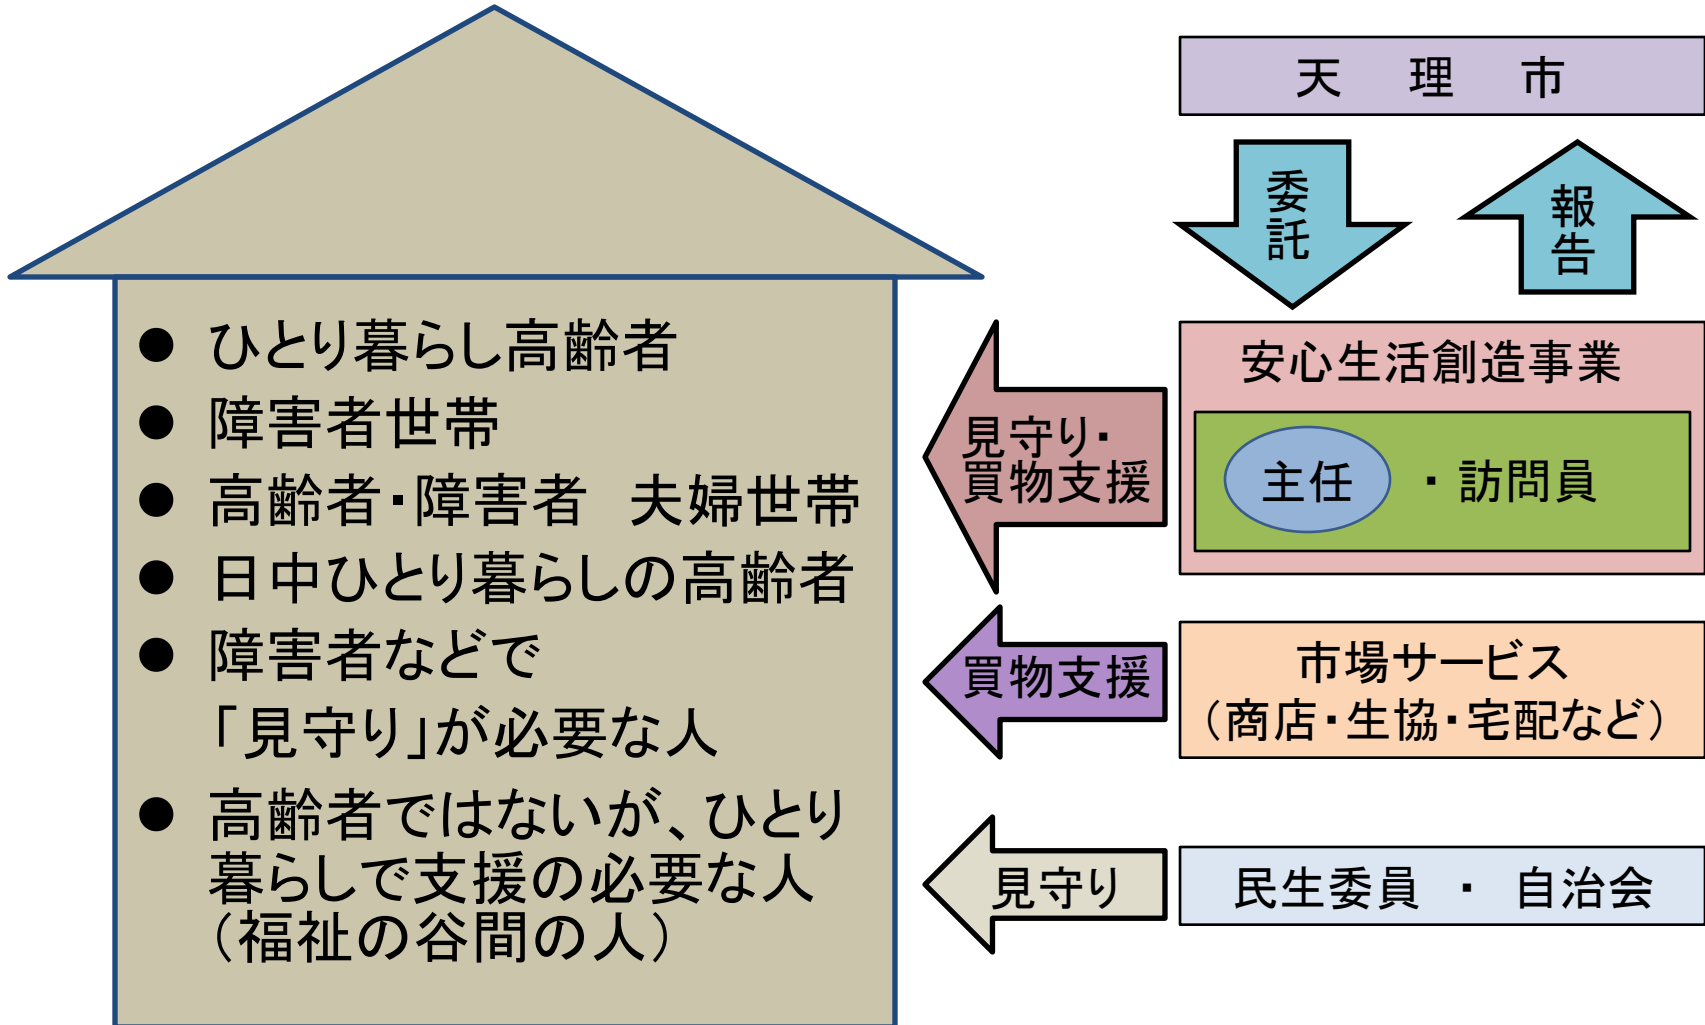 天　理　市
委託
報告
● ひとり暮らし高齢者
● 障害者世帯
● 高齢者・障害者　夫婦世帯
● 日中ひとり暮らしの高齢者
● 障害者などで
「見守り」が必要な人
● 高齢者ではないが、ひとり
暮らしで支援の必要な人
（福祉の谷間の人）
見守り・
買物支援
安心生活創造事業
主任　・訪問員
買物支援
市場サービス
（商店・生協・宅配など）
見守り
民生委員　・　自治会